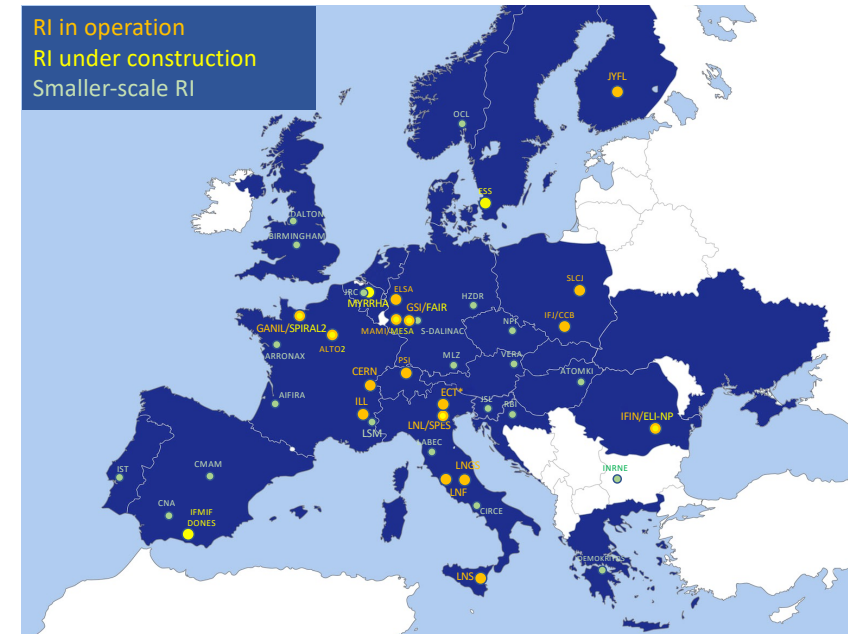 RI in operation
RI under construction
Smaller-scale RI
JYFL
OCL
ESS
DALTON
BIRMINGHAM
SLCJ
JRC
MYRRHA
ELSA
GSI/FAIR
HZDR
IFJ/CCB
GANIL/SPIRAL2
MAMI/MESA
S-DALINAC
NPI
ALTO2
ARRONAX
PSI
MLZ
VERA
CERN
ATOMKI
AIFIRA
ILL
ECT*
JSL
RBI
IFIN/ELI-NP
LNL/SPES
LSM
LABEC
IST
CMAM
LNGS
INRNE
LNF
CNA
IFMIF
DONES
CIRCE
DEMOKRITOS
LNS